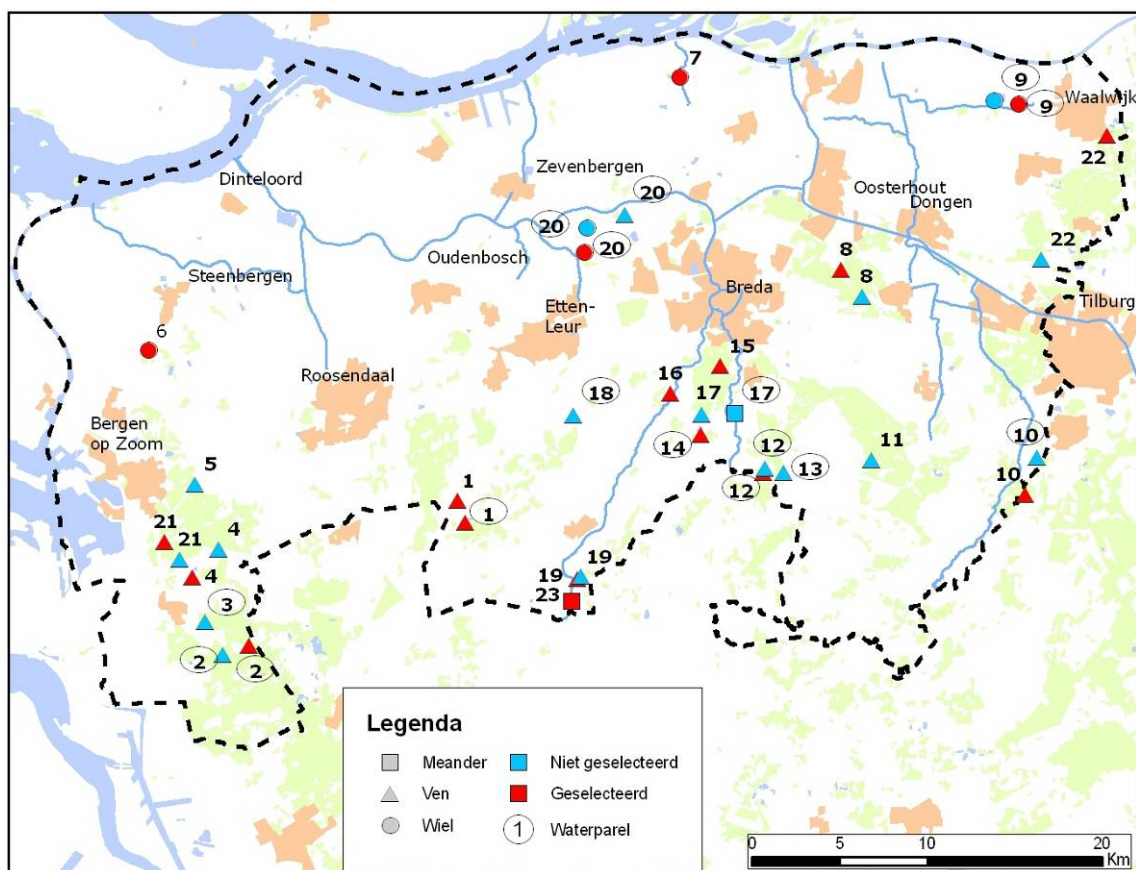 7
9
9
Waalwijk
22
Zevenbergen
Dinteloord
20
20
20
Oosterhout
Dongen
22
8
8
Oudenbosch
Steenbergen
Breda
Tilburg
Etten-
Leur
6
15
Roosendaal
16
17
17
18
Bergen
op Zoom
14
12
13
11
10
12
10
5
1
1
21
21
4
4
19
19
23
3
2
2
Legenda
Meander
Niet geselecteerd
Ven
Geselecteerd
Wiel
1
Waterparel
0
5
10
20
Km